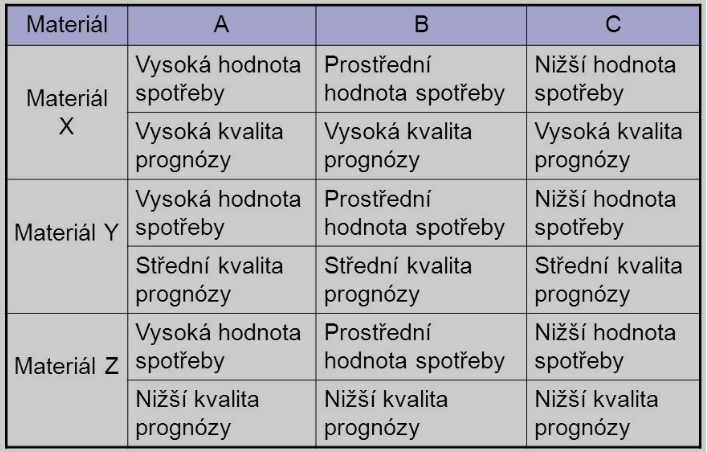 Materiál A B C
Materiál X
Vysoká hodnota spotřeby
Prostřední hodnota spotřeby
Nižší hodnota spotřeby
Vysoká kvalita prognózy
Vysoká kvalita prognózy
Vysoká kvalita prognózy
Materiál Y
Vysoká hodnota spotřeby
Prostřední hodnota spotřeby
Nižší hodnota spotřeby
Střední kvalita prognózy
Střední kvalita prognózy
Střední kvalita prognózy
Materiál Z
Vysoká hodnota spotřeby
Prostřední hodnota spotřeby
Nižší hodnota spotřeby
Nižší kvalita prognózy
Nižší kvalita prognózy
Nižší kvalita prognózy